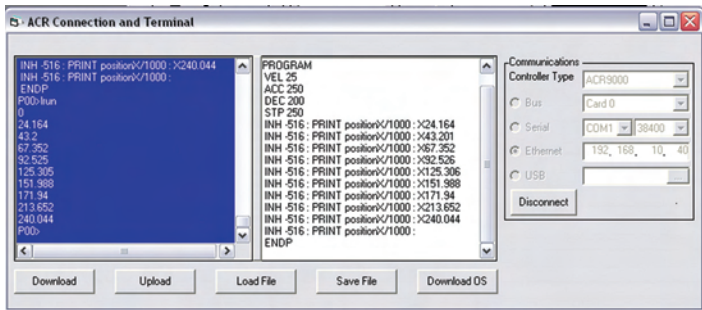 ACR Connection and Terminal
INH -516 : PRINT positionX/1000 : X240.044
INH -516 : PRINT positionX/1000 :
ENDP
P00>lrun
0
24.164
43.2
67.352
92.525
125.305
151.988
171.94
213.652
240.044
P00>
PROGRAM
VEL 25
ACC 250
DEC 200
STP 250
INH -516 : PRINT positionX/1000 : X24.164
INH -516 : PRINT positionX/1000 : X43.201
INH -516 : PRINT positionX/1000 : X67.352
INH -516 : PRINT positionX/1000 : X92.526
INH -516 : PRINT positionX/1000 : X125.306
INH -516 : PRINT positionX/1000 : X151.988
INH -516 : PRINT positionX/1000 : X171.94
INH -516 : PRINT positionX/1000 : X213.652
INH -516 : PRINT positionX/1000 : X240.044
INH -516 : PRINT positionX/1000 :
ENDP
Communications
Controller Type ACR9000
Bus Card 0
Serial COM1 38400
Ethernet 192. 168. 10. 40
USB ...
Disconnect
Download Upload Load File Save File Download OS